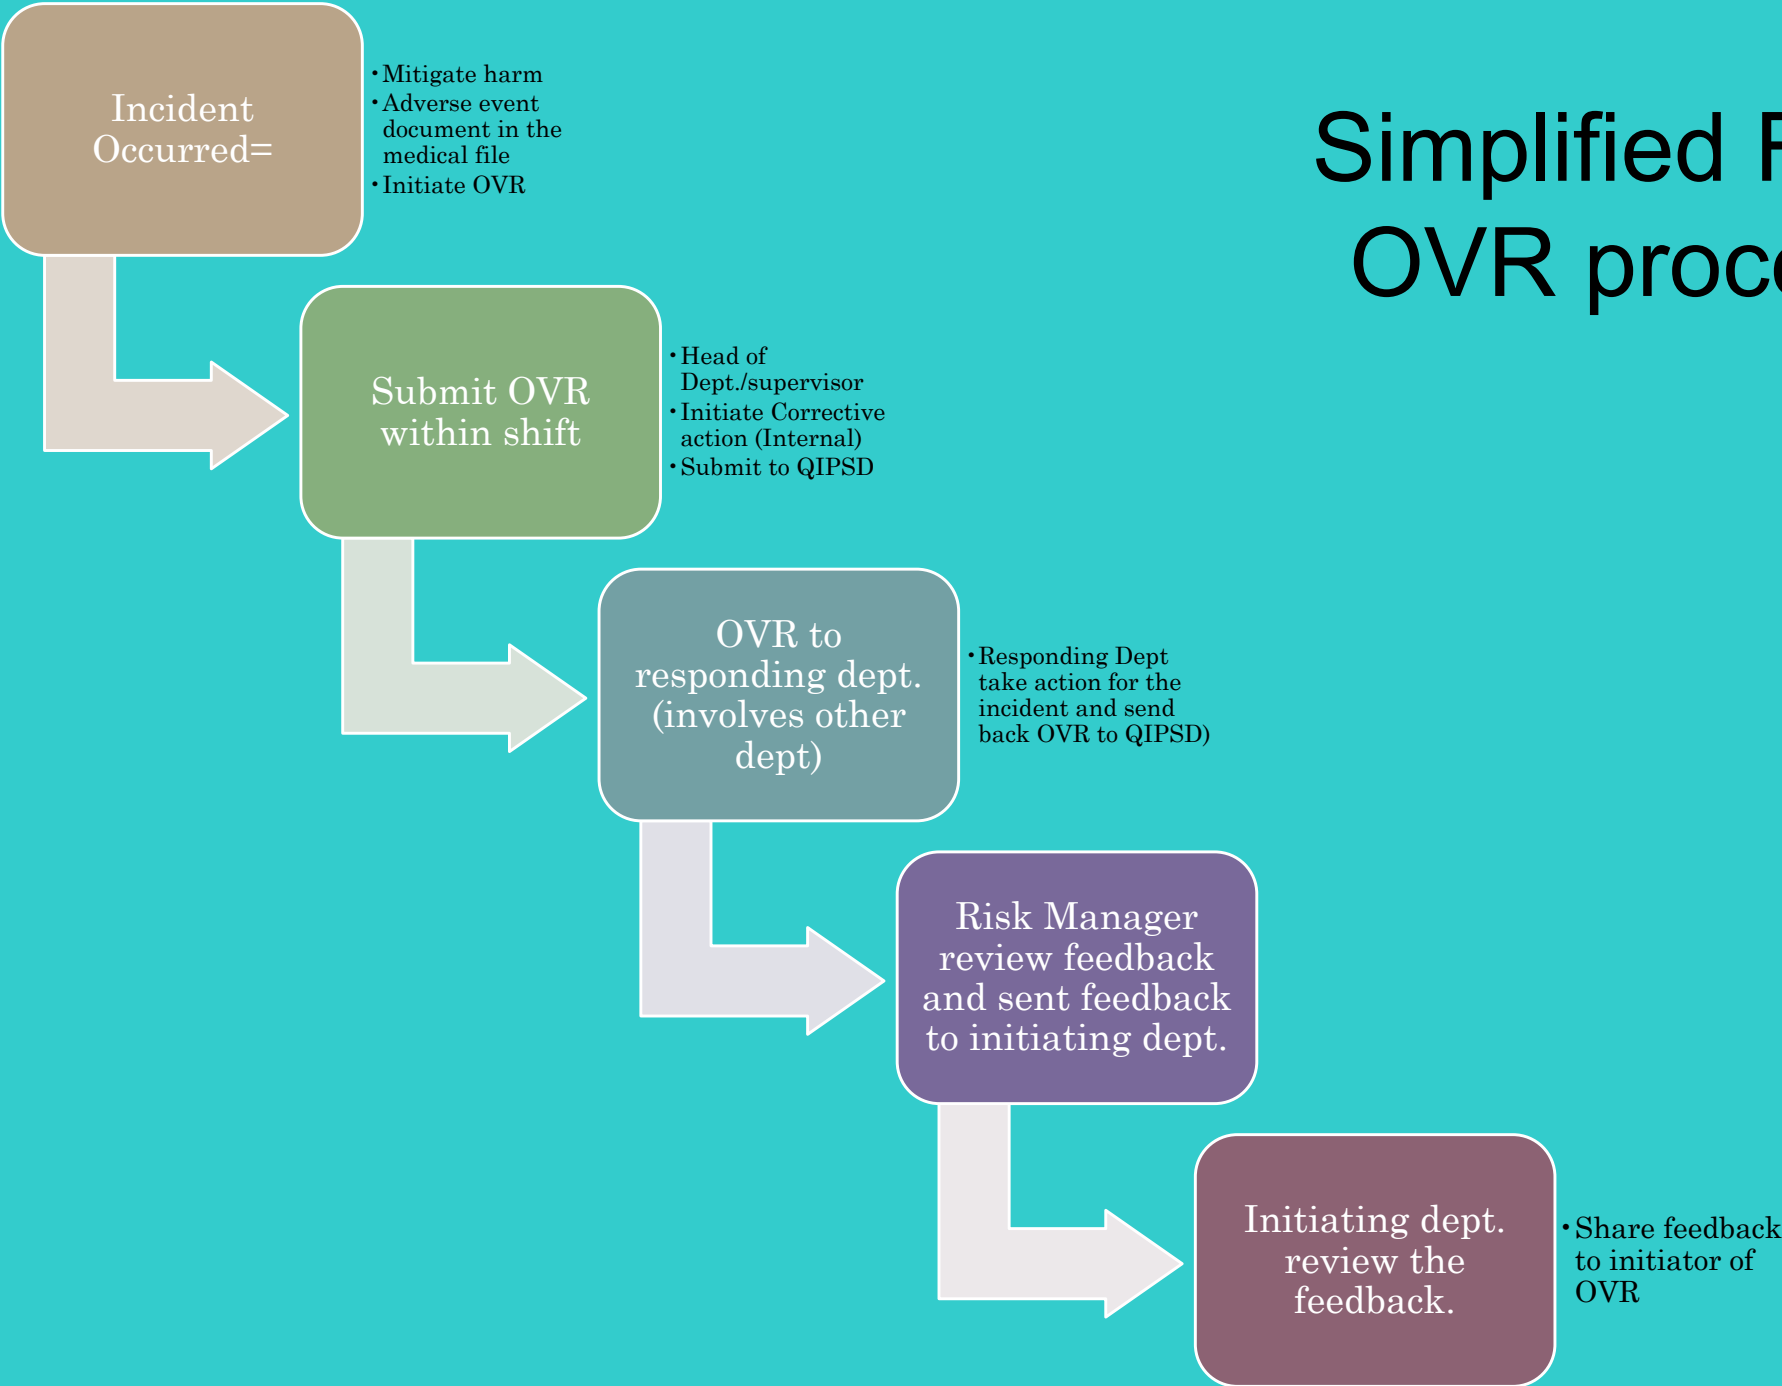 Simplified
OVR
Incident
Occurred=
•Mitigate harm
•Adverse event
document in the
medical file
•Initiate OVR
Submit OVR
within shift
•Head of
Dept./supervisor
•Initiate Corrective
action (Internal)
•Submit to QIPSD
OVR to
responding dept.
(involves other
dept)
•Responding Dept
take action for the
incident and send
back OVR to QIPSD)
Risk Manager
review feedback
and sent feedback
to initiating dept.
Initiating dept.
review the
feedback.
•Share feedback
to initiator of
OVR